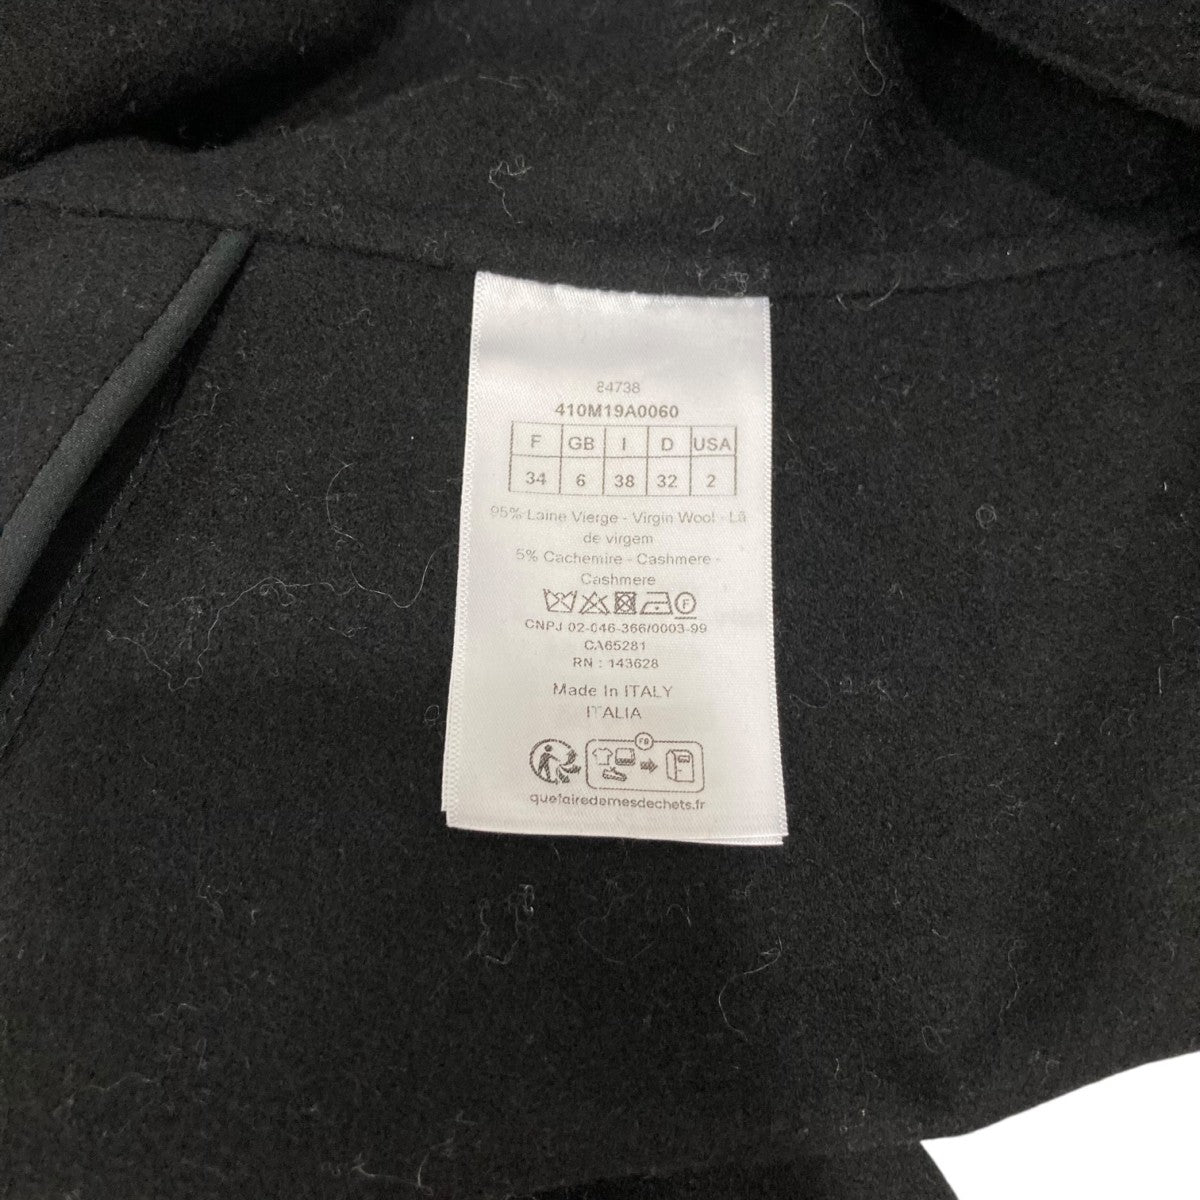 84738
410M19A0060
F GB I D USA
34 6 38 32 2
95% Laine Vierge - Virgin Wool - Lã
de virgem
5% Cachemire - Cashmere -
Cashmere
F
CNPJ 02-046-366/0003-99
CA65281
RN : 143628
Made In ITALY
ITALIA
FR
quefairedemesdechets.fr